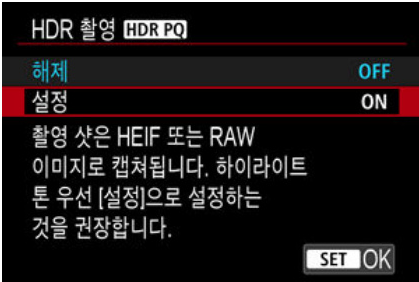 HDR 촬영 HDR PQ
해제 OFF
설정 ON
촬영 샷은 HEIF 또는 RAW
이미지로 캡쳐됩니다. 하이라이트
톤 우선 [설정]으로 설정하는
것을 권장합니다.
SET OK